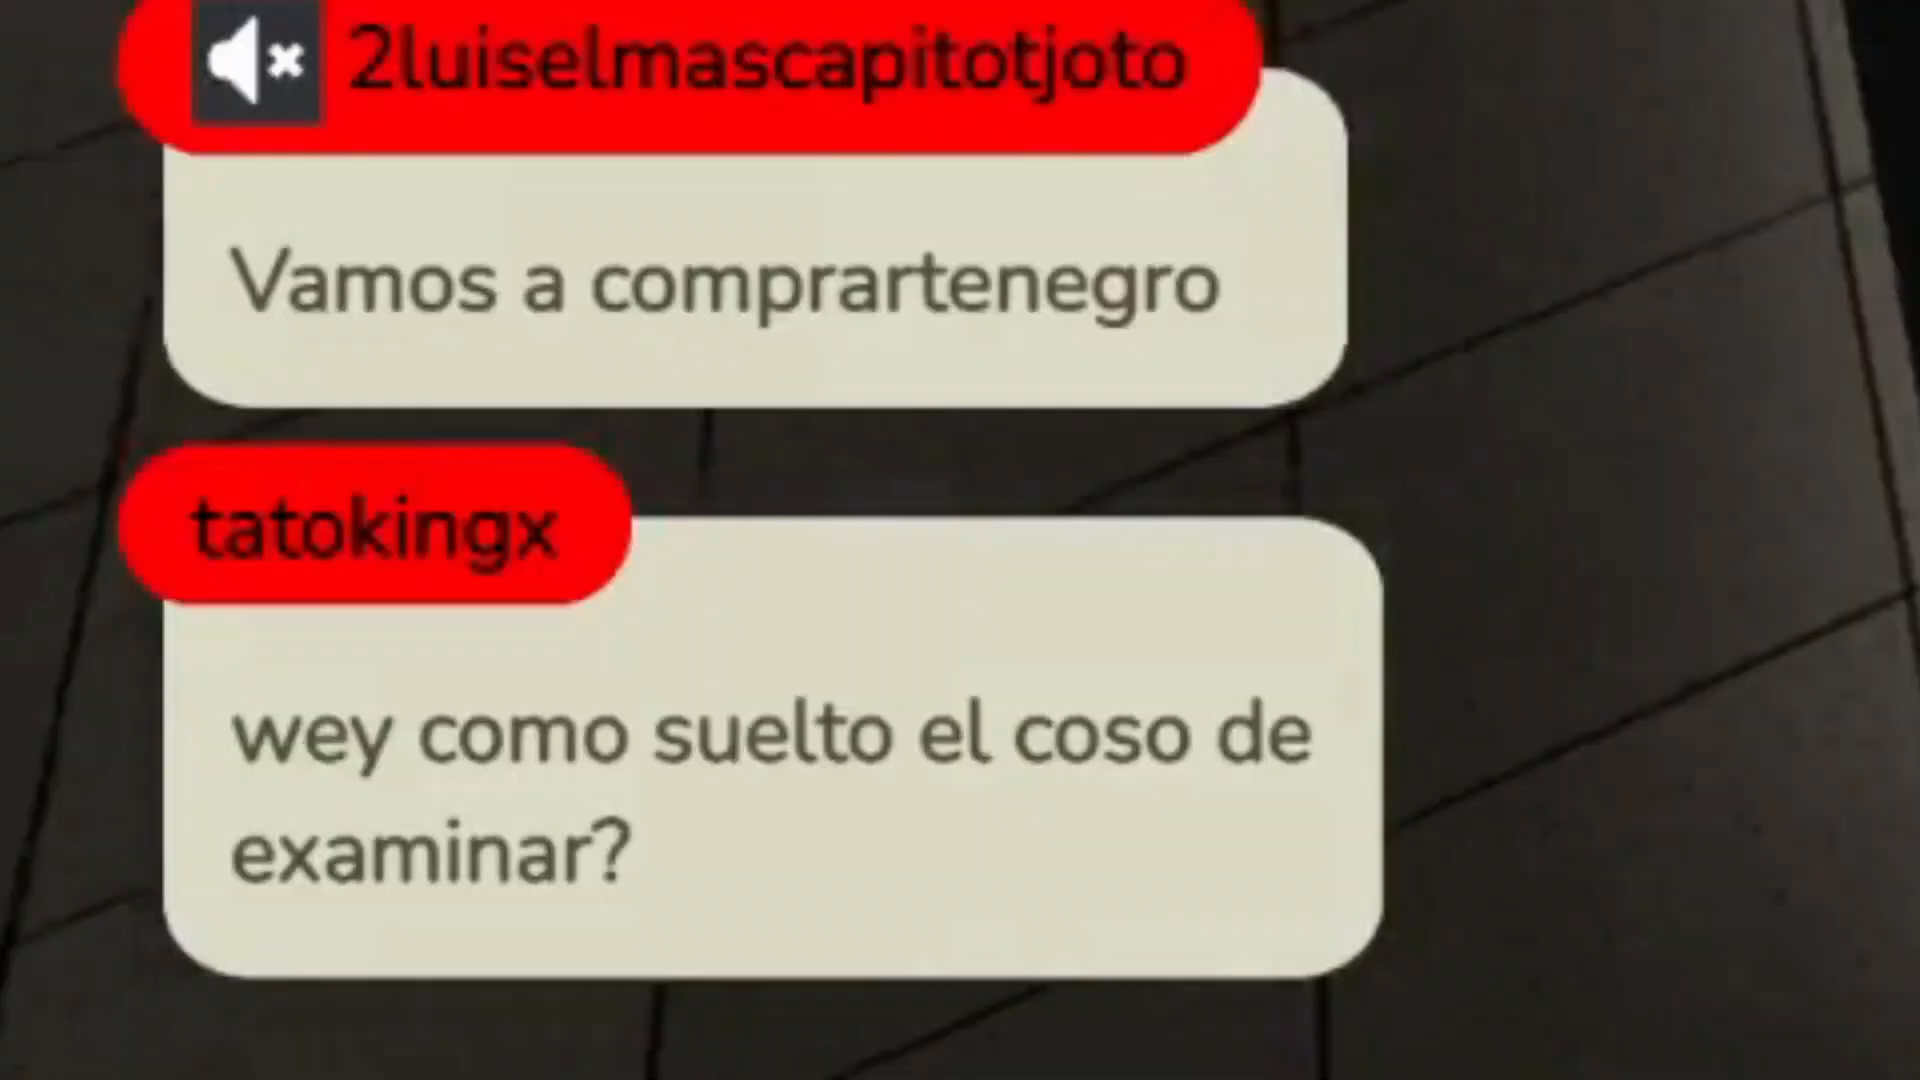 2luiselmascapitotjoto
Vamos a comprartenegro
tatokingx
wey como suelto el coso de
examinar?